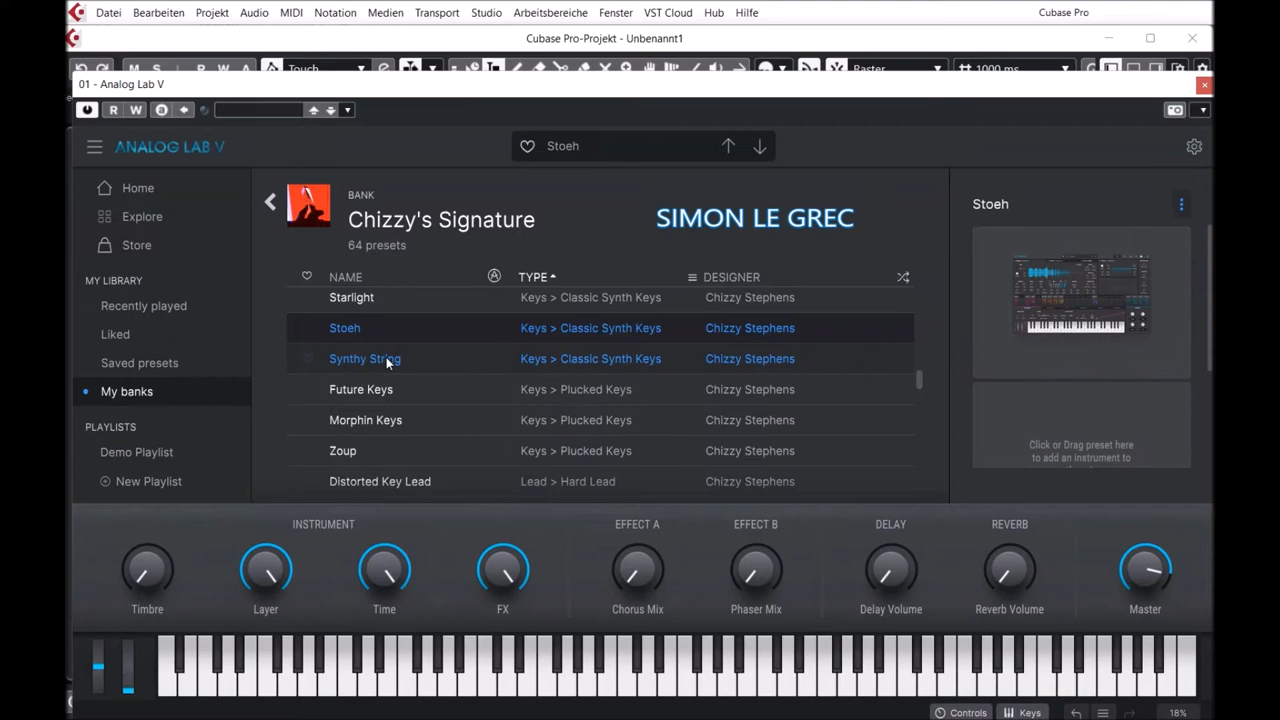 Datei Bearbeiten Projekt Audio MIDI Notation Medien Transport Studio Arbeitsbereiche Fenster VST Cloud Hub Hilfe Cubase Pro
Cubase Pro-Projekt - Unbenannt1
M S R W A Touch Raster 1000 ms
01 - Analog Lab V
R W
ANALOG LAB V Stoeh
Home
Explore
Store
MY LIBRARY
Recently played
Liked
Saved presets
My banks
PLAYLISTS
Demo Playlist
New Playlist
BANK
Chizzy's Signature
64 presets
SIMON LE GREC
NAME TYPE DESIGNER
Starlight Keys > Classic Synth Keys Chizzy Stephens
Stoeh Keys > Classic Synth Keys Chizzy Stephens
Synthy String Keys > Classic Synth Keys Chizzy Stephens
Future Keys Keys > Plucked Keys Chizzy Stephens
Morphin Keys Keys > Plucked Keys Chizzy Stephens
Zoup Keys > Plucked Keys Chizzy Stephens
Distorted Key Lead Lead > Hard Lead Chizzy Stephens
Stoeh
Click or Drag preset here
to add an instrument to
INSTRUMENT EFFECT A EFFECT B DELAY REVERB
Timbre Layer Time FX Chorus Mix Phaser Mix Delay Volume Reverb Volume Master
Controls Keys 18%